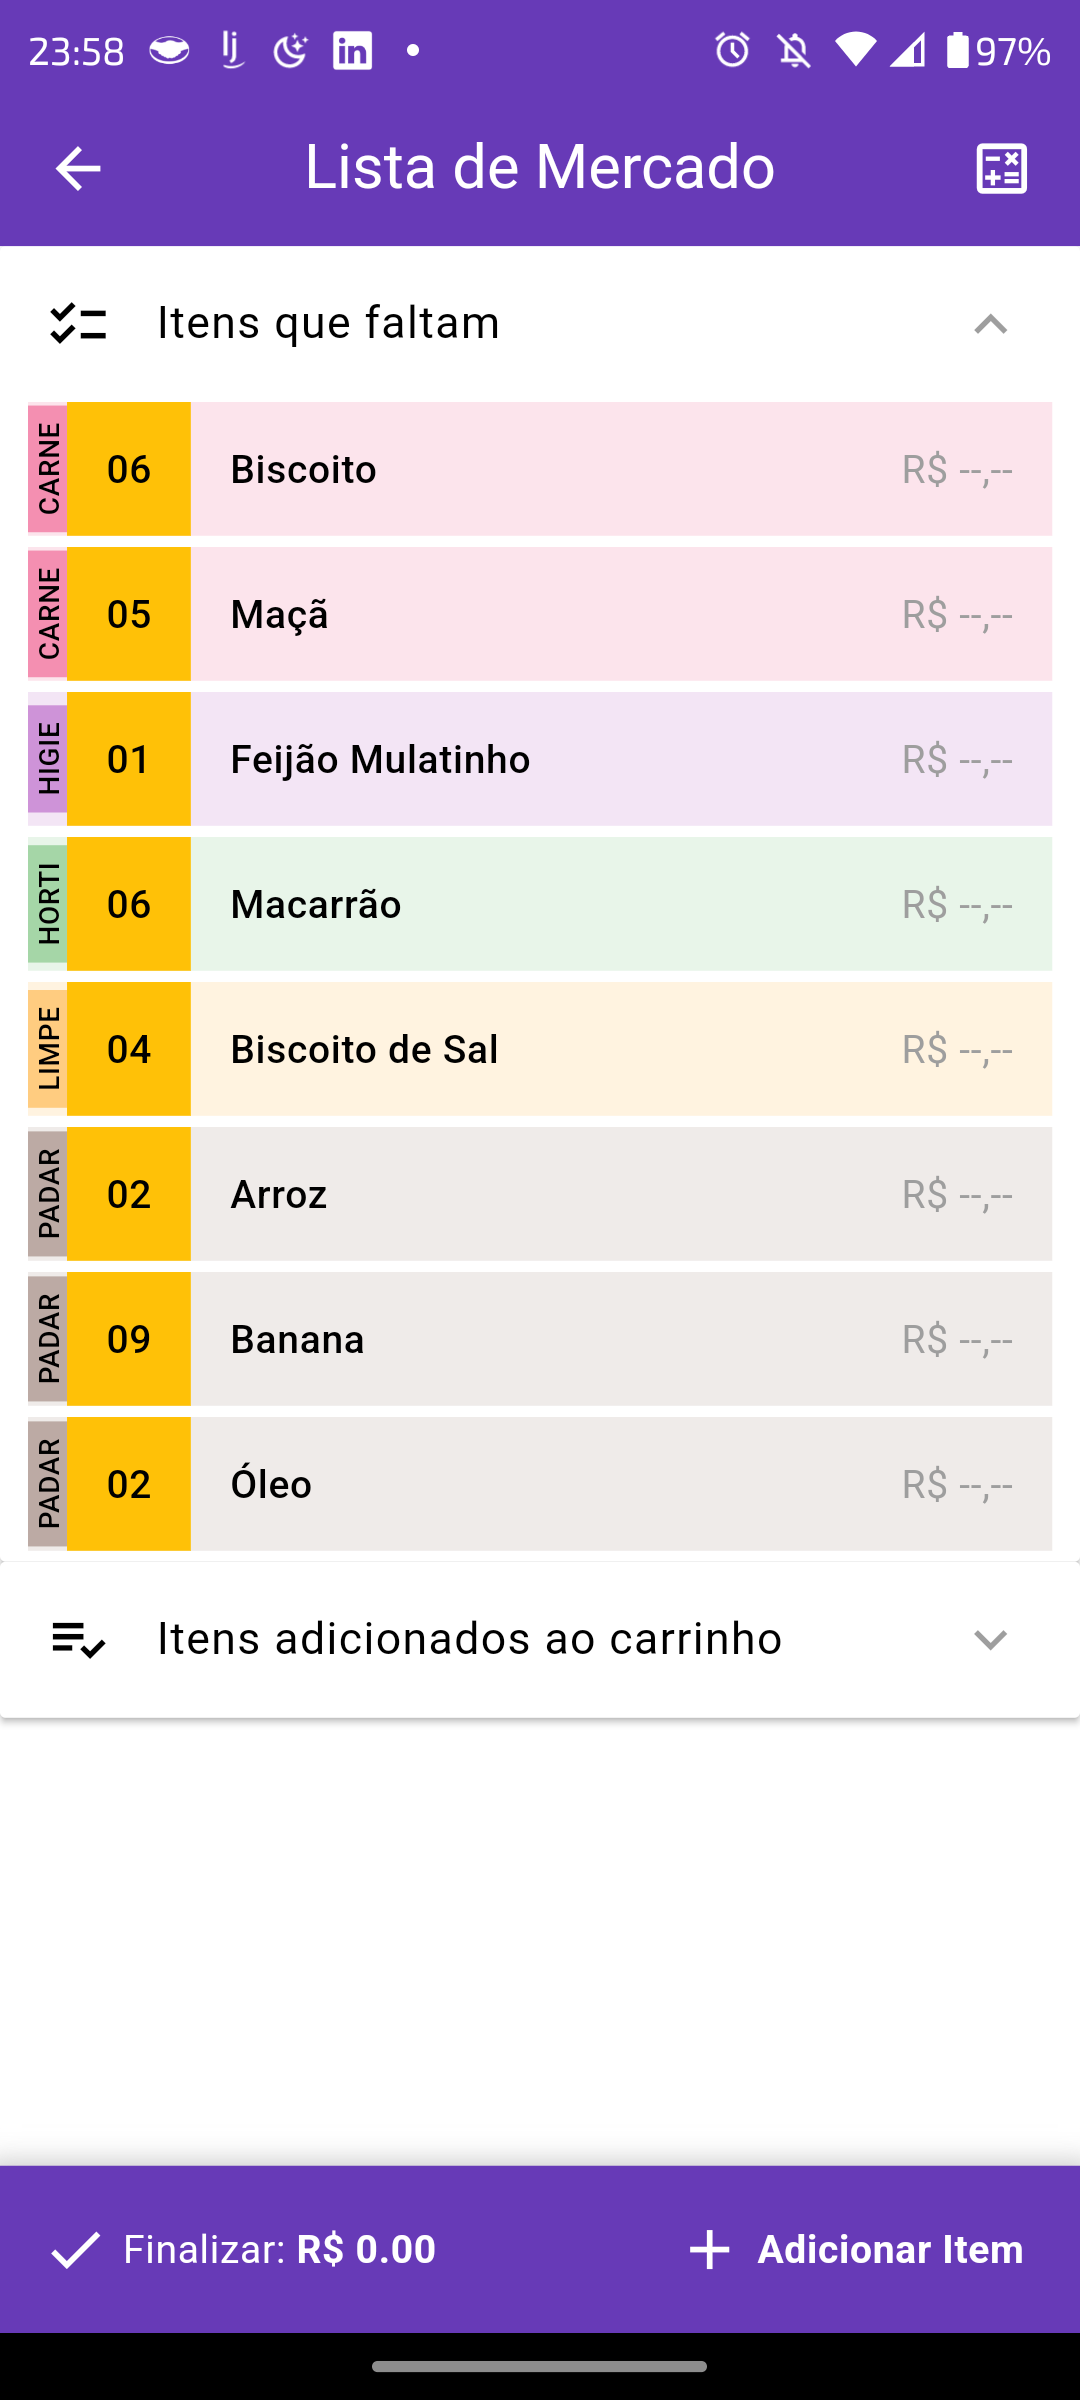 23:58 lj in 97%
Lista de Mercado
Itens que faltam
CARNE 06 Biscoito R$ --,--
CARNE 05 Maçã R$ --,--
HIGIE 01 Feijão Mulatinho R$ --,--
HORTI 06 Macarrão R$ --,--
LIMPE 04 Biscoito de Sal R$ --,--
PADAR 02 Arroz R$ --,--
PADAR 09 Banana R$ --,--
PADAR 02 Óleo R$ --,--
Itens adicionados ao carrinho
Finalizar: R$ 0.00 Adicionar Item